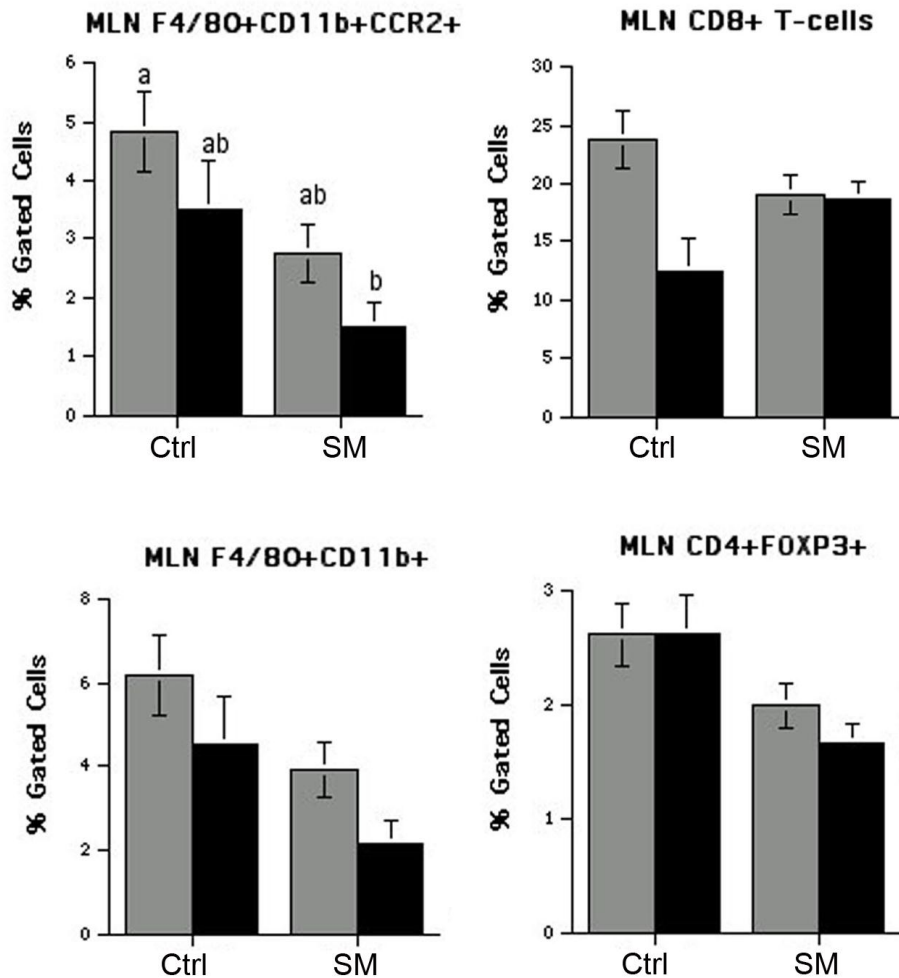 MLN F4/80+CD11b+CCR2+
% Gated Cells
6
5
4
3
2
1
0
a
ab
ab
b
Ctrl SM
MLN CD8+ T-cells
% Gated Cells
30
25
20
15
10
5
0
Ctrl SM
MLN F4/80+CD11b+
% Gated Cells
8
6
4
2
0
Ctrl SM
MLN CD4+FOXP3+
% Gated Cells
3
2
1
0
Ctrl SM